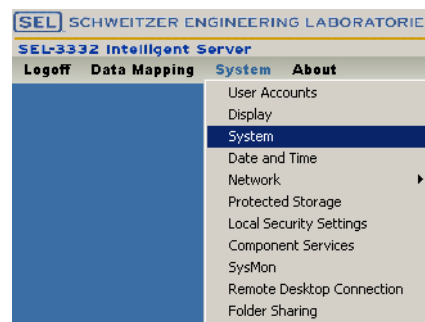 SEL SCHWEITZER ENGINEERING LABORATORIE
SEL-3332 Intelligent Server
Logoff Data Mapping System About
User Accounts
Display
System
Date and Time
Network
Protected Storage
Local Security Settings
Component Services
SysMon
Remote Desktop Connection
Folder Sharing